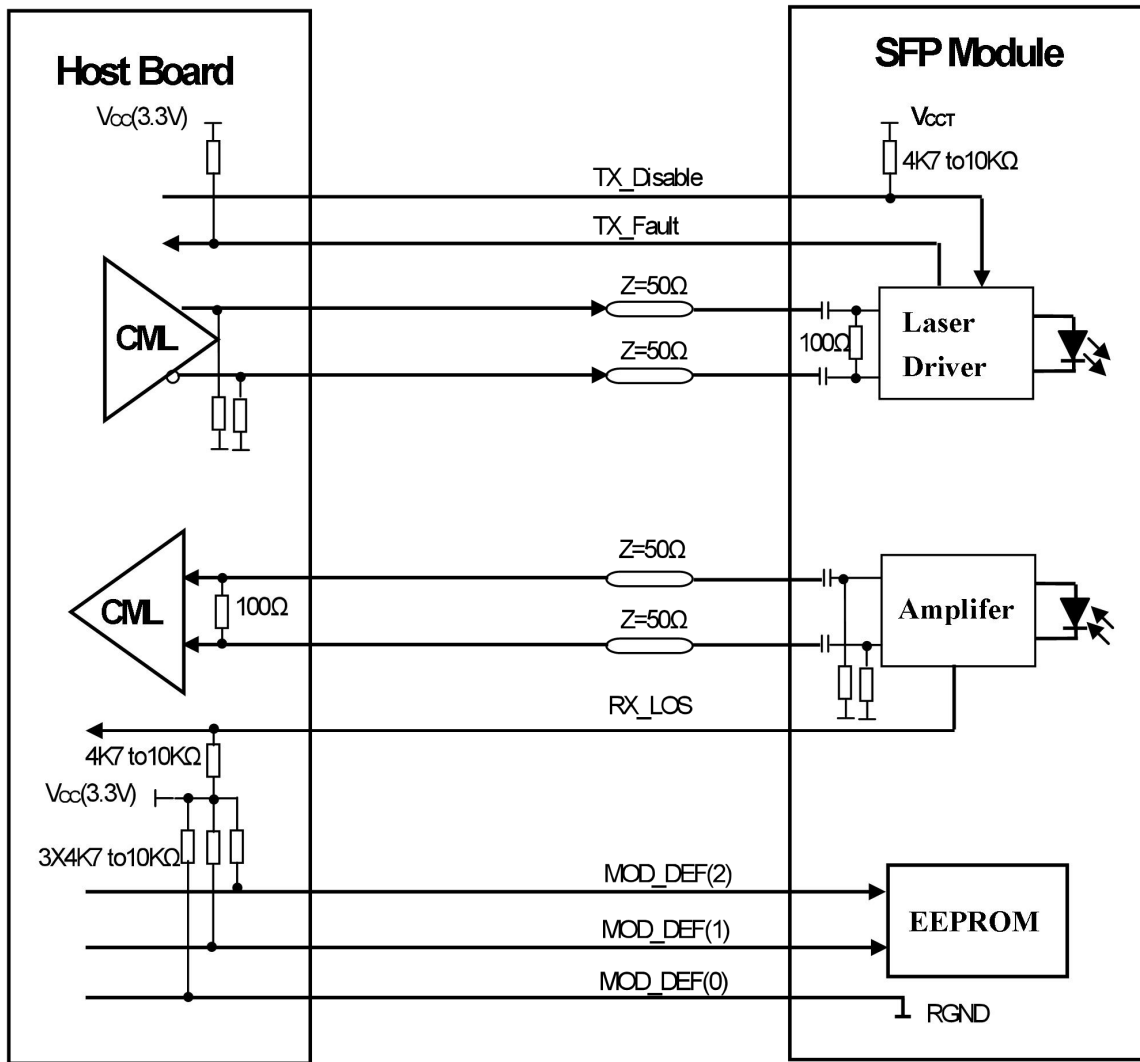 Host Board
SFP Module
VCC(3.3V)
VCCT
4K7 to10KΩ
TX_Disable
TX_Fault
Z=50Ω
CML
Z=50Ω
100Ω
Laser
Driver
Z=50Ω
CML
100Ω
Z=50Ω
Amplifer
RX_LOS
4K7 to10KΩ
VCC(3.3V)
3X4K7 to10KΩ
MOD_DEF(2)
EEPROM
MOD_DEF(1)
MOD_DEF(0)
RGND